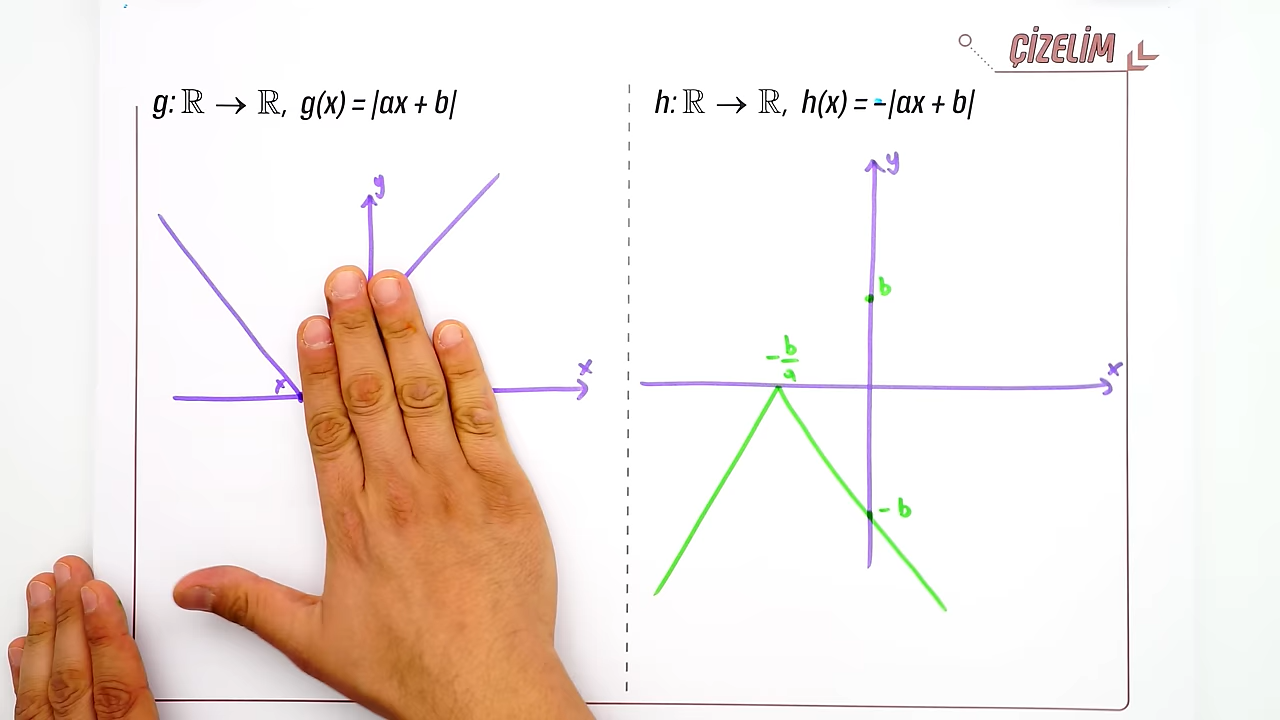 ÇİZELİM
g: ℝ → ℝ, g(x) = |ax + b|
y
x
x
h: ℝ → ℝ, h(x) = -|ax + b|
y
b
-b/a
x
-b